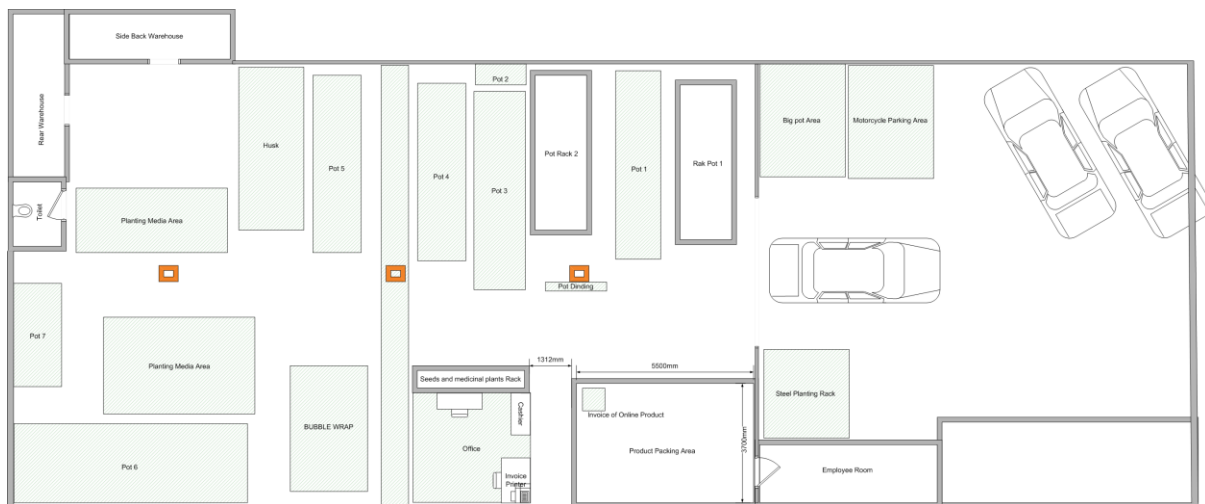 Side Back Warehouse
Rear Warehouse
Toilet
Husk
Pot 5
Pot 4
Pot 2
Pot 3
Pot Rack 2
Pot 1
Rak Pot 1
Big pot Area
Motorcycle Parking Area
Planting Media Area
Pot Dinding
Pot 7
Planting Media Area
1312mm
5500mm
Seeds and medicinal plants Rack
Cashier
Invoice of Online Product
3700mm
Steel Planting Rack
BUBBLE WRAP
Office
Product Packing Area
Pot 6
Invoice
Printer
Employee Room